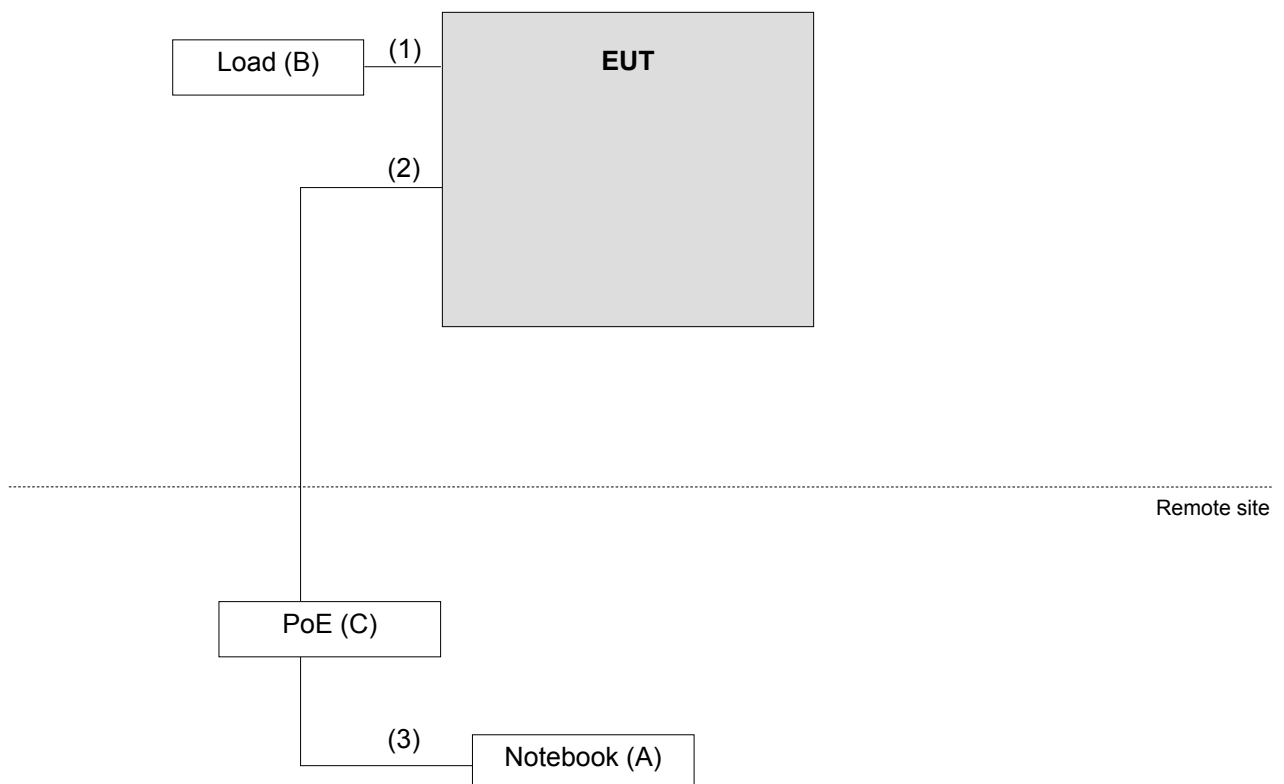 (1)
Load (B)
EUT
(2)
Remote site
PoE (C)
(3)
Notebook (A)